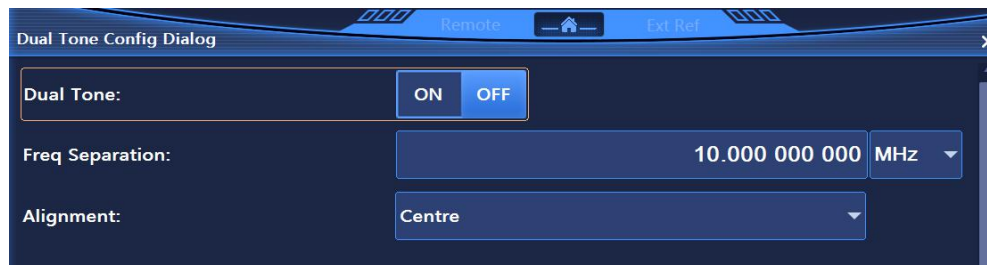 Remote
Ext Ref
Dual Tone Config Dialog
Dual Tone:
ON
OFF
Freq Separation:
10.000 000 000
MHz
Alignment:
Centre